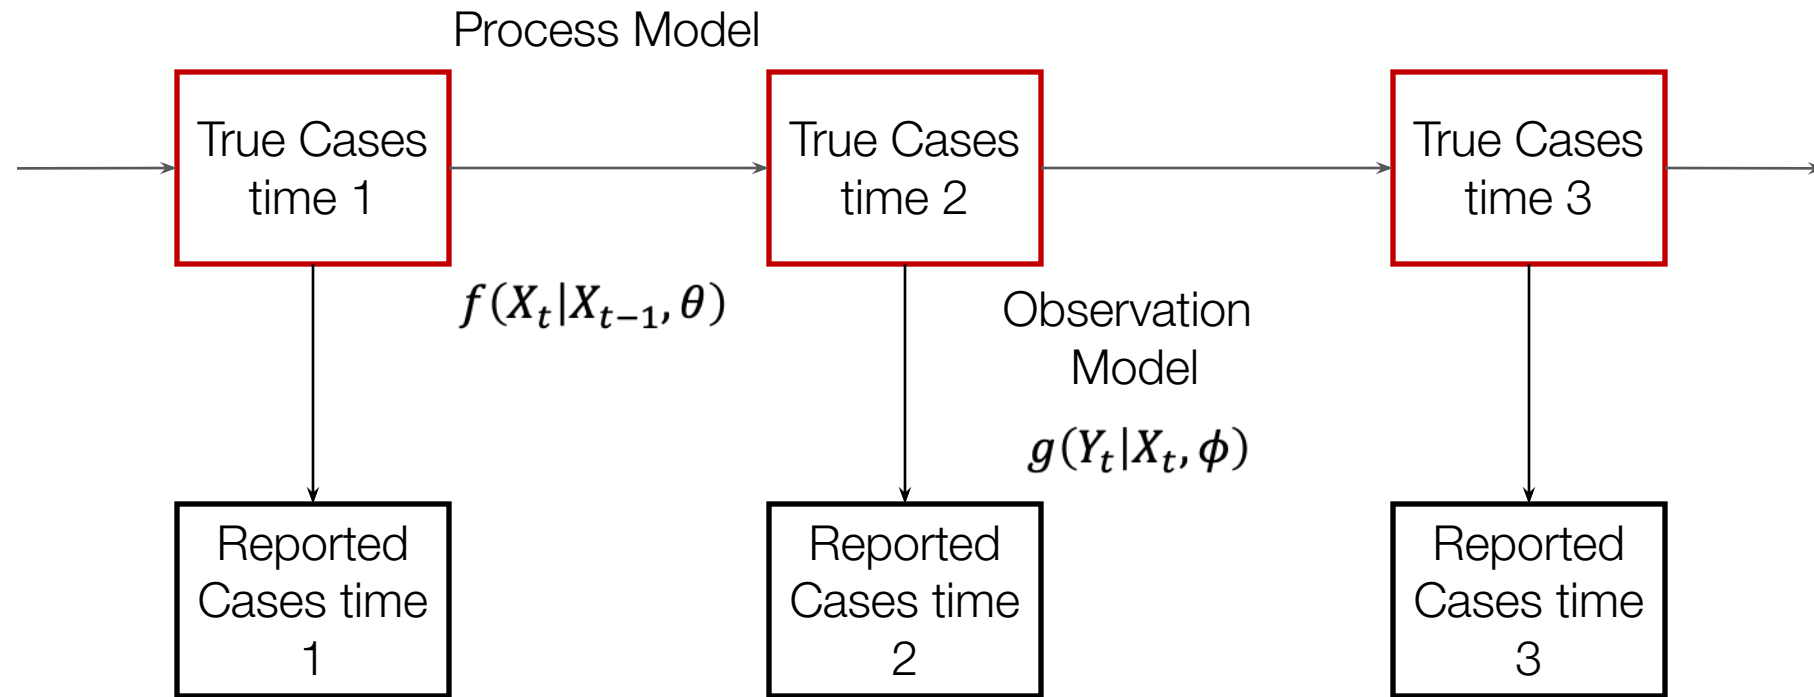 Process Model
True Cases
time 1
True Cases
time 2
True Cases
time 3
f(X_t|X_{t−1}, θ)
Observation
Model
g(Y_t|X_t, ϕ)
Reported
Cases time
1
Reported
Cases time
2
Reported
Cases time
3